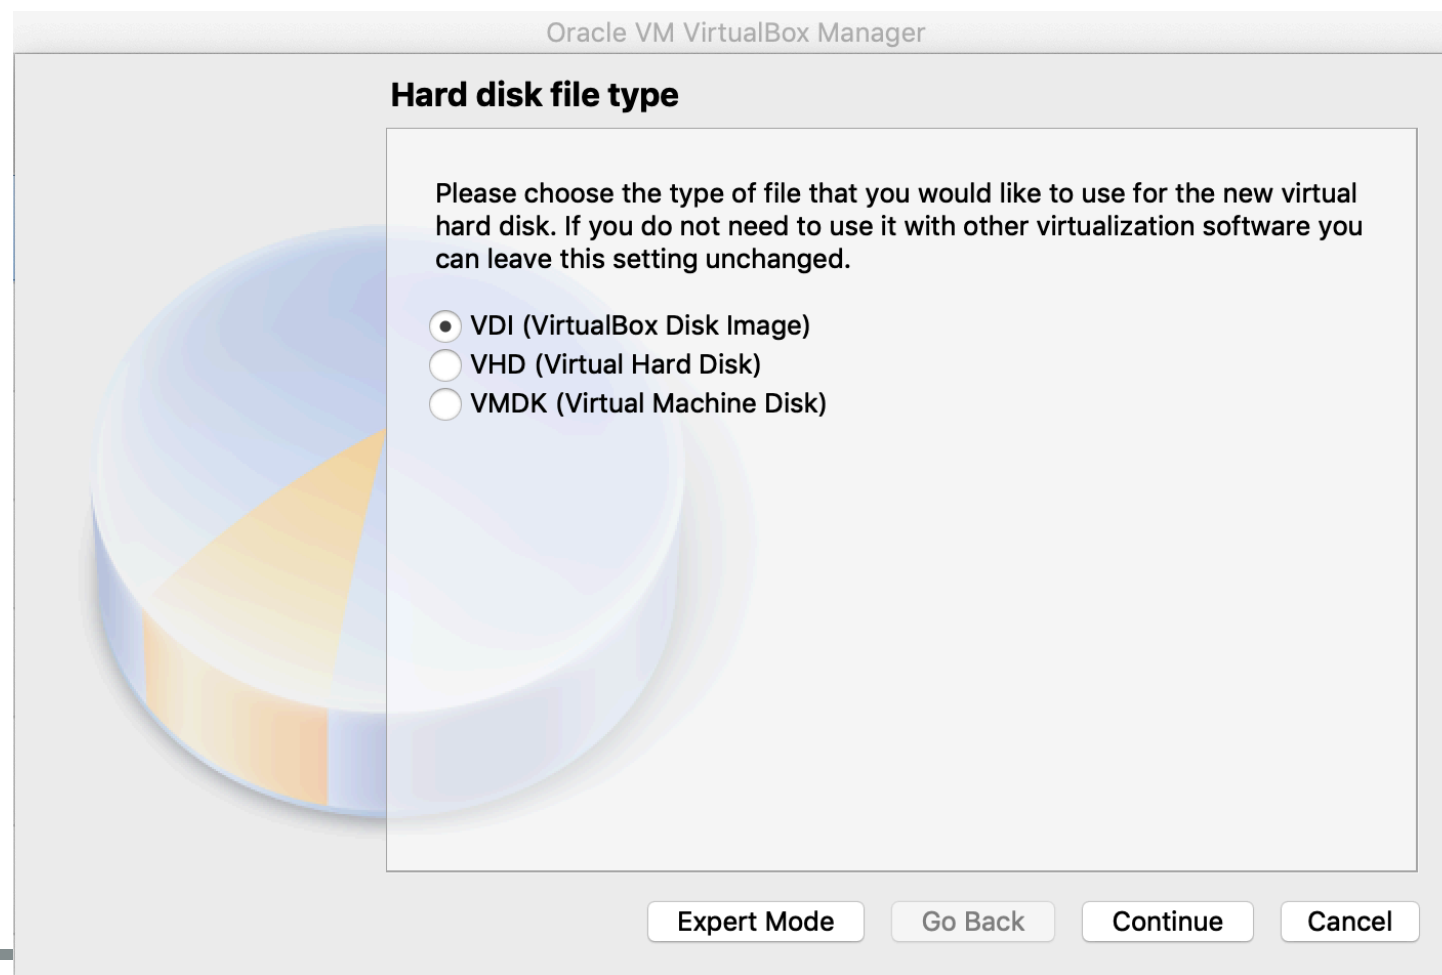 Oracle VM VirtualBox Manager
Hard disk file type
Please choose the type of file that you would like to use for the new virtual
hard disk. If you do not need to use it with other virtualization software you
can leave this setting unchanged.
VDI (VirtualBox Disk Image)
VHD (Virtual Hard Disk)
VMDK (Virtual Machine Disk)
Expert Mode
Go Back
Continue
Cancel